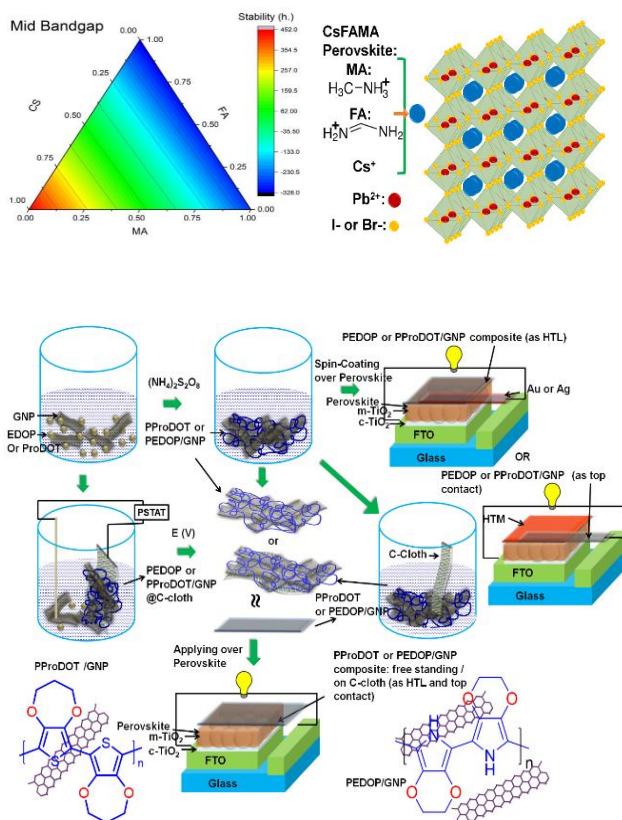 Mid Bandgap
Stability (h.)
452.0
354.5
257.0
159.5
62.00
-35.50
-133.0
-230.5
-328.0
0.00
0.25
0.50
0.75
1.00
CS
FA
0.00
0.25
0.50
0.75
1.00
0.00
0.25
0.50
0.75
1.00
MA
CsFAMA
Perovskite:
MA:
H₃C–NH₃⁺
FA:
H₂N⁺ NH₂
Cs⁺
Pb²⁺:
I- or Br-:
GNP
EDOP
Or ProDOT
(NH₄)₂S₂O₈
PProDOT or
PEDOP/GNP
Spin-Coating
over Perovskite
PEDOP or PProDOT/GNP composite (as HTL)
Au or Ag
Perovskite
m-TiO₂
c-TiO₂
FTO
Glass
OR
PEDOP or PProDOT/GNP (as top
contact)
HTM
FTO
Glass
PSTAT
E (V)
PEDOP or
PProDOT/GNP
@C-cloth
or
C-Cloth
PProDOT
or PEDOP/GNP
Applying over
Perovskite
PProDOT or PEDOP/GNP
composite: free standing /
on C-cloth (as HTL and top
contact)
Perovskite
m-TiO₂
c-TiO₂
FTO
Glass
PProDOT /GNP
O
O
S
S
O
O
n
O
O
H
N
N
H
O
O
n
PEDOP/GNP